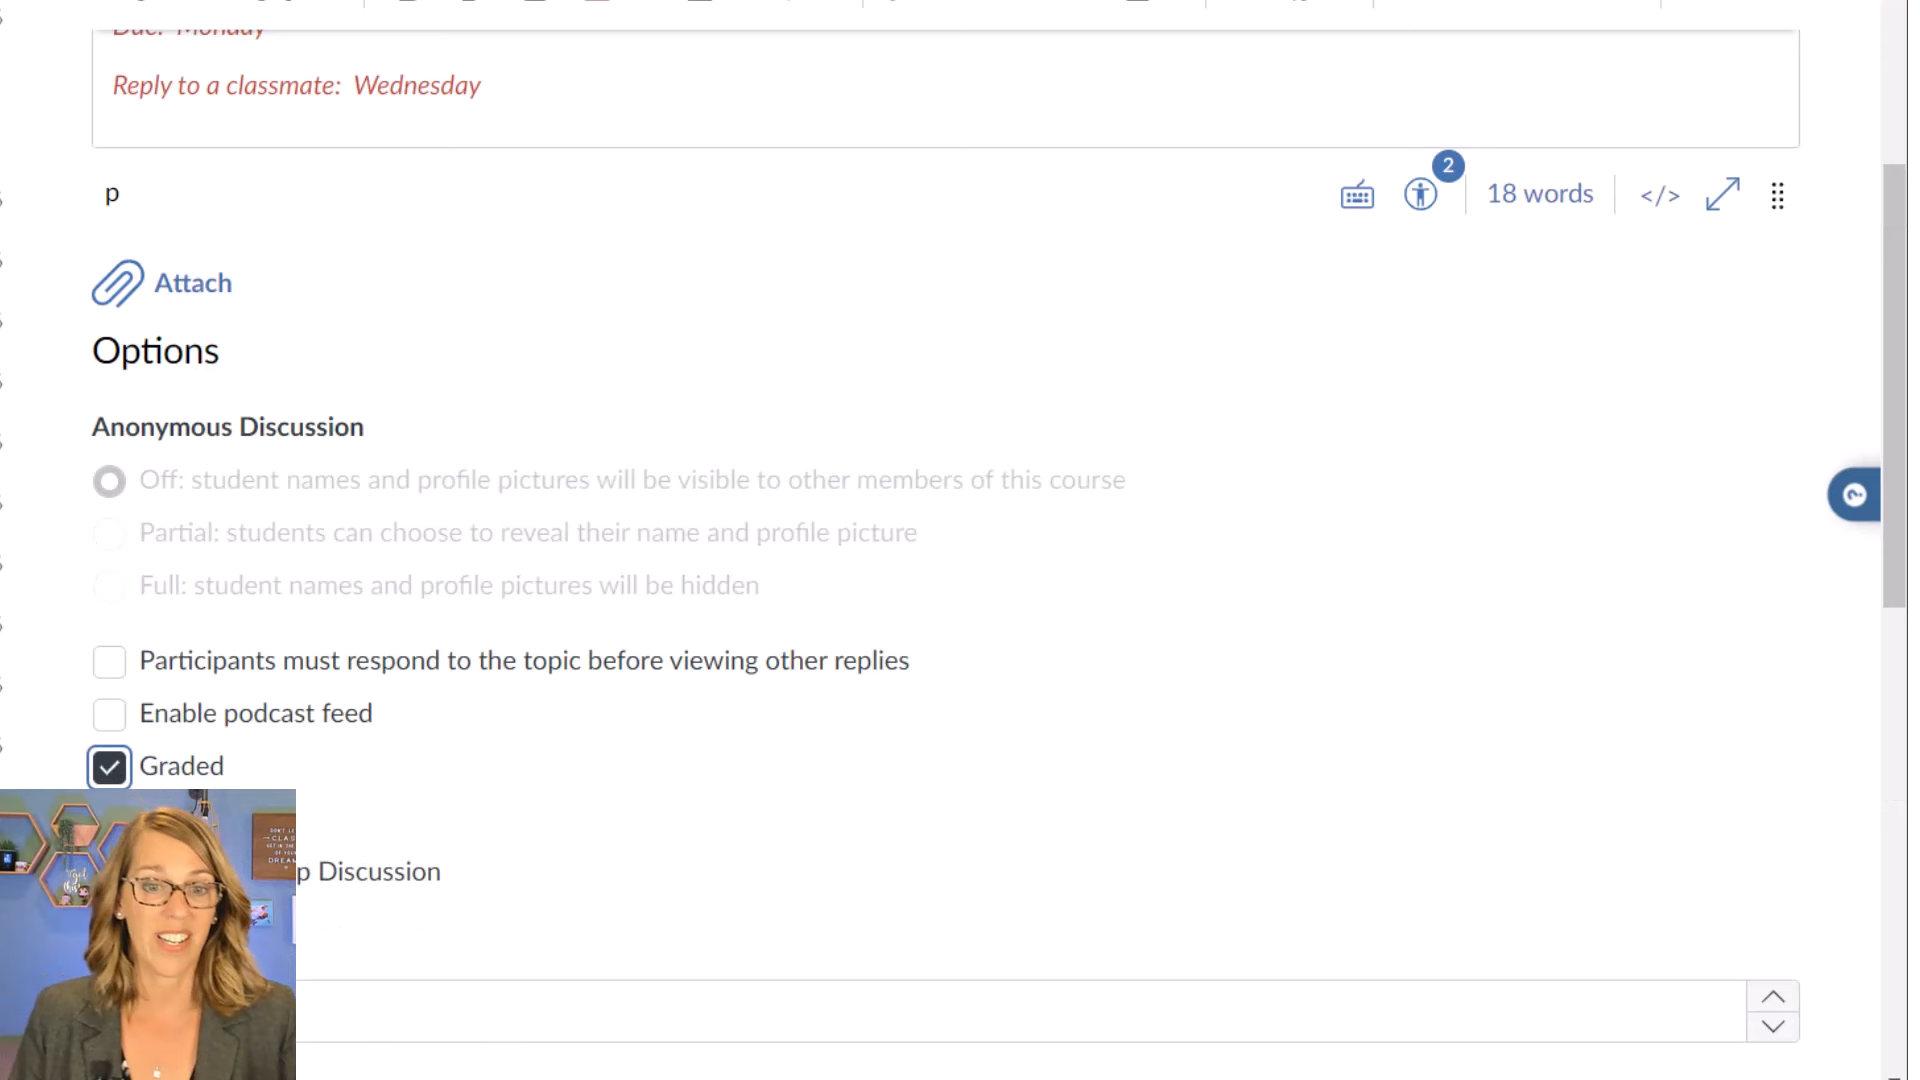 Due: Monday
Reply to a classmate: Wednesday
p
2
18 words
</>
Attach
Options
Anonymous Discussion
Off: student names and profile pictures will be visible to other members of this course
Partial: students can choose to reveal their name and profile picture
Full: student names and profile pictures will be hidden
Participants must respond to the topic before viewing other replies
Enable podcast feed
Graded
p Discussion